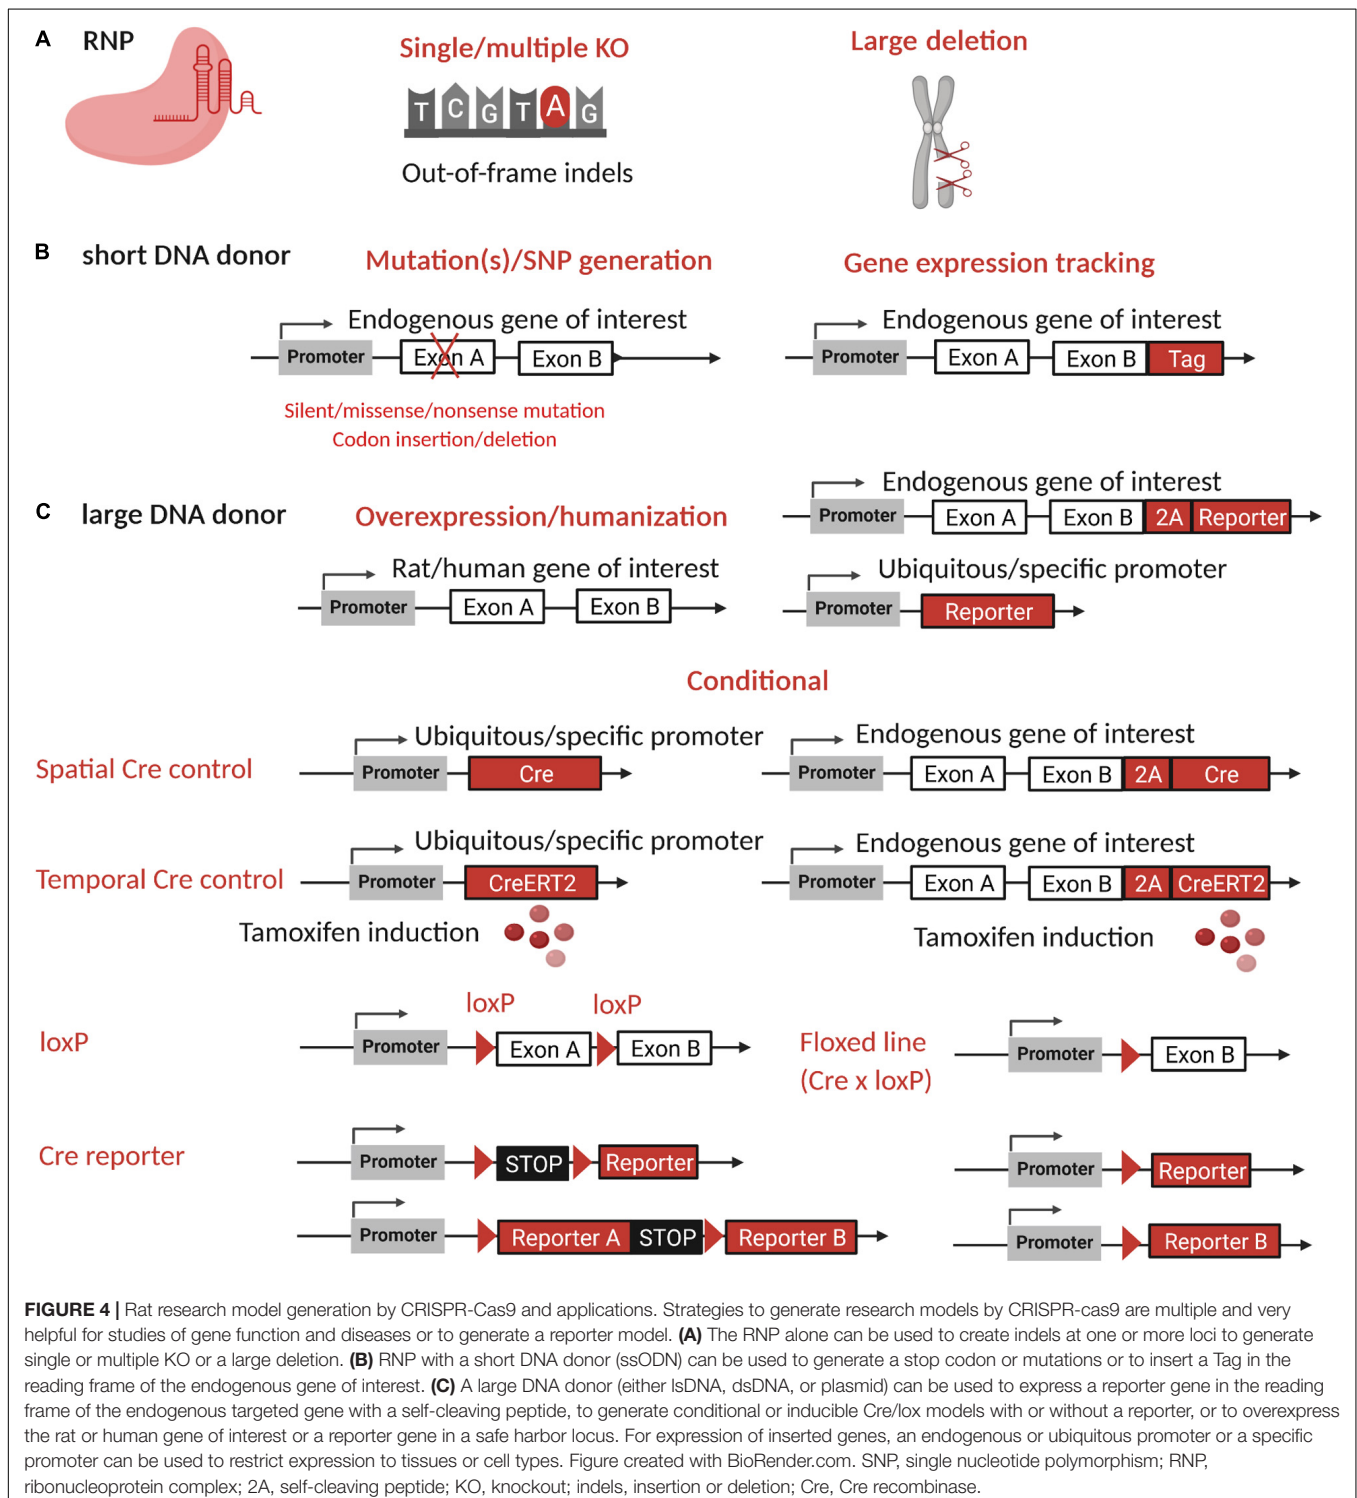 A RNP
Single/multiple KO
Large deletion
T C G T A G
Out-of-frame indels
B short DNA donor
Mutation(s)/SNP generation
Gene expression tracking
Endogenous gene of interest
Promoter Exon A Exon B
Silent/missense/nonsense mutation
Codon insertion/deletion
Endogenous gene of interest
Promoter Exon A Exon B Tag
C large DNA donor
Overexpression/humanization
Rat/human gene of interest
Promoter Exon A Exon B
Endogenous gene of interest
Promoter Exon A Exon B 2A Reporter
Ubiquitous/specific promoter
Promoter Reporter
Conditional
Spatial Cre control
Ubiquitous/specific promoter
Promoter Cre
Endogenous gene of interest
Promoter Exon A Exon B 2A Cre
Temporal Cre control
Ubiquitous/specific promoter
Promoter CreERT2
Tamoxifen induction
Endogenous gene of interest
Promoter Exon A Exon B 2A CreERT2
Tamoxifen induction
loxP
loxP loxP
Promoter Exon A Exon B
Floxed line
(Cre x loxP)
Promoter Exon B
Cre reporter
Promoter STOP Reporter
Promoter Reporter
Promoter Reporter A STOP Reporter B
Promoter Reporter B
FIGURE 4 | Rat research model generation by CRISPR-Cas9 and applications. Strategies to generate research models by CRISPR-cas9 are multiple and very
helpful for studies of gene function and diseases or to generate a reporter model. (A) The RNP alone can be used to create indels at one or more loci to generate
single or multiple KO or a large deletion. (B) RNP with a short DNA donor (ssODN) can be used to generate a stop codon or mutations or to insert a Tag in the
reading frame of the endogenous gene of interest. (C) A large DNA donor (either lsDNA, dsDNA, or plasmid) can be used to express a reporter gene in the reading
frame of the endogenous targeted gene with a self-cleaving peptide, to generate conditional or inducible Cre/lox models with or without a reporter, or to overexpress
the rat or human gene of interest or a reporter gene in a safe harbor locus. For expression of inserted genes, an endogenous or ubiquitous promoter or a specific
promoter can be used to restrict expression to tissues or cell types. Figure created with BioRender.com. SNP, single nucleotide polymorphism; RNP,
ribonucleoprotein complex; 2A, self-cleaving peptide; KO, knockout; indels, insertion or deletion; Cre, Cre recombinase.